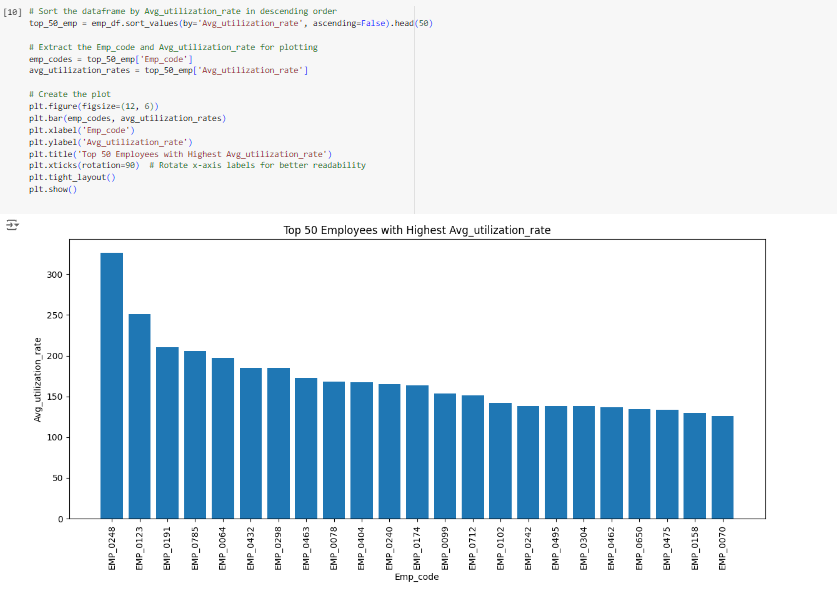 [10] # Sort the dataframe by Avg_utilization_rate in descending order
top_50_emp = emp_df.sort_values(by='Avg_utilization_rate', ascending=False).head(50)
# Extract the Emp_code and Avg_utilization_rate for plotting
emp_codes = top_50_emp['Emp_code']
avg_utilization_rates = top_50_emp['Avg_utilization_rate']
# Create the plot
plt.figure(figsize=(12, 6))
plt.bar(emp_codes, avg_utilization_rates)
plt.xlabel('Emp_code')
plt.ylabel('Avg_utilization_rate')
plt.title('Top 50 Employees with Highest Avg_utilization_rate')
plt.xticks(rotation=90)  # Rotate x-axis labels for better readability
plt.tight_layout()
plt.show()
Top 50 Employees with Highest Avg_utilization_rate
Avg_utilization_rate
300
250
200
150
100
50
0
EMP_0248
EMP_0123
EMP_0191
EMP_0785
EMP_0064
EMP_0432
EMP_0298
EMP_0463
EMP_0078
EMP_0404
EMP_0240
EMP_0174
EMP_0099
EMP_0712
EMP_0102
EMP_0242
EMP_0495
EMP_0304
EMP_0462
EMP_0650
EMP_0475
EMP_0158
EMP_0070
Emp_code